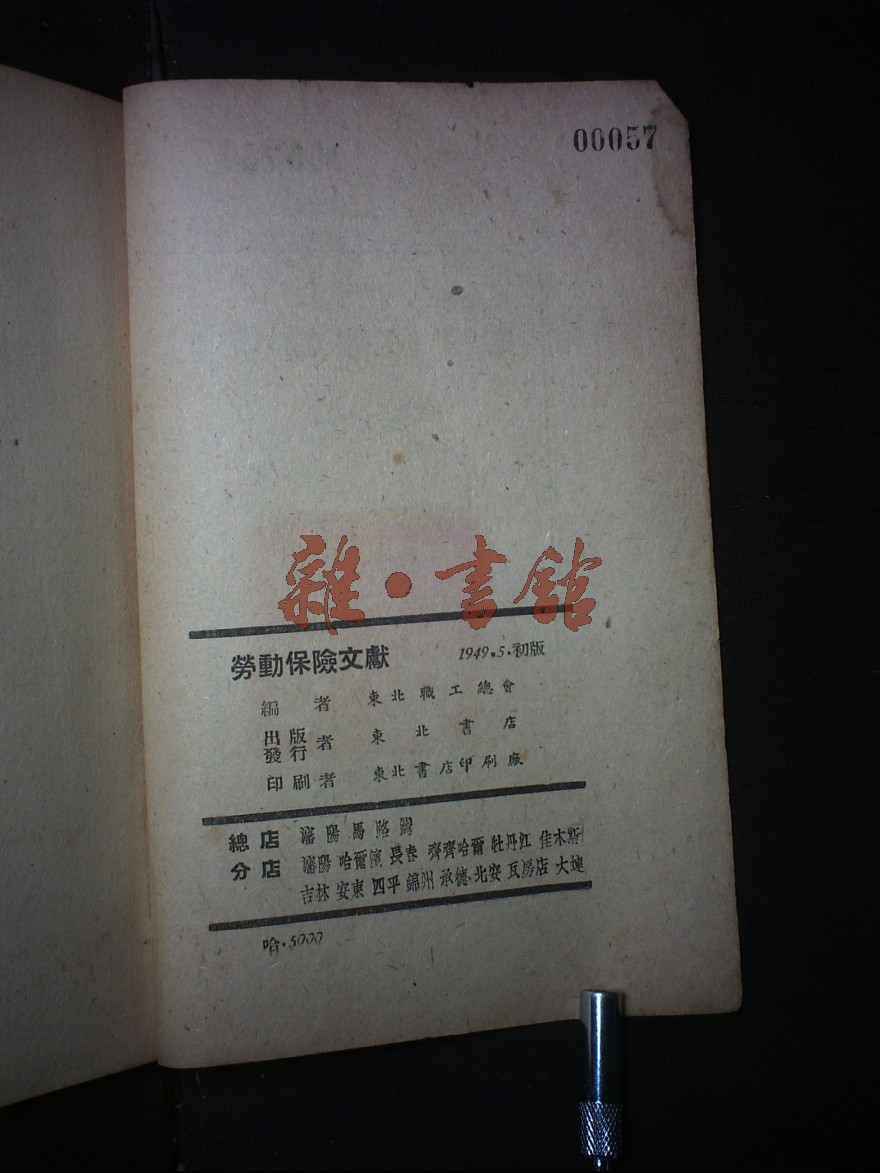 00057
雜·書舘
勞動保險文獻 1949.5.初版
編者 東北職工總會
出版
發行者 東北書店
印刷者 東北書店印刷廠
總店 瀋陽馬路灣
分店 瀋陽 哈爾濱 長春 齊齊哈爾 牡丹江 佳木斯
吉林 安東 四平 錦州 承德 北安 瓦房店 大連
哈·5000